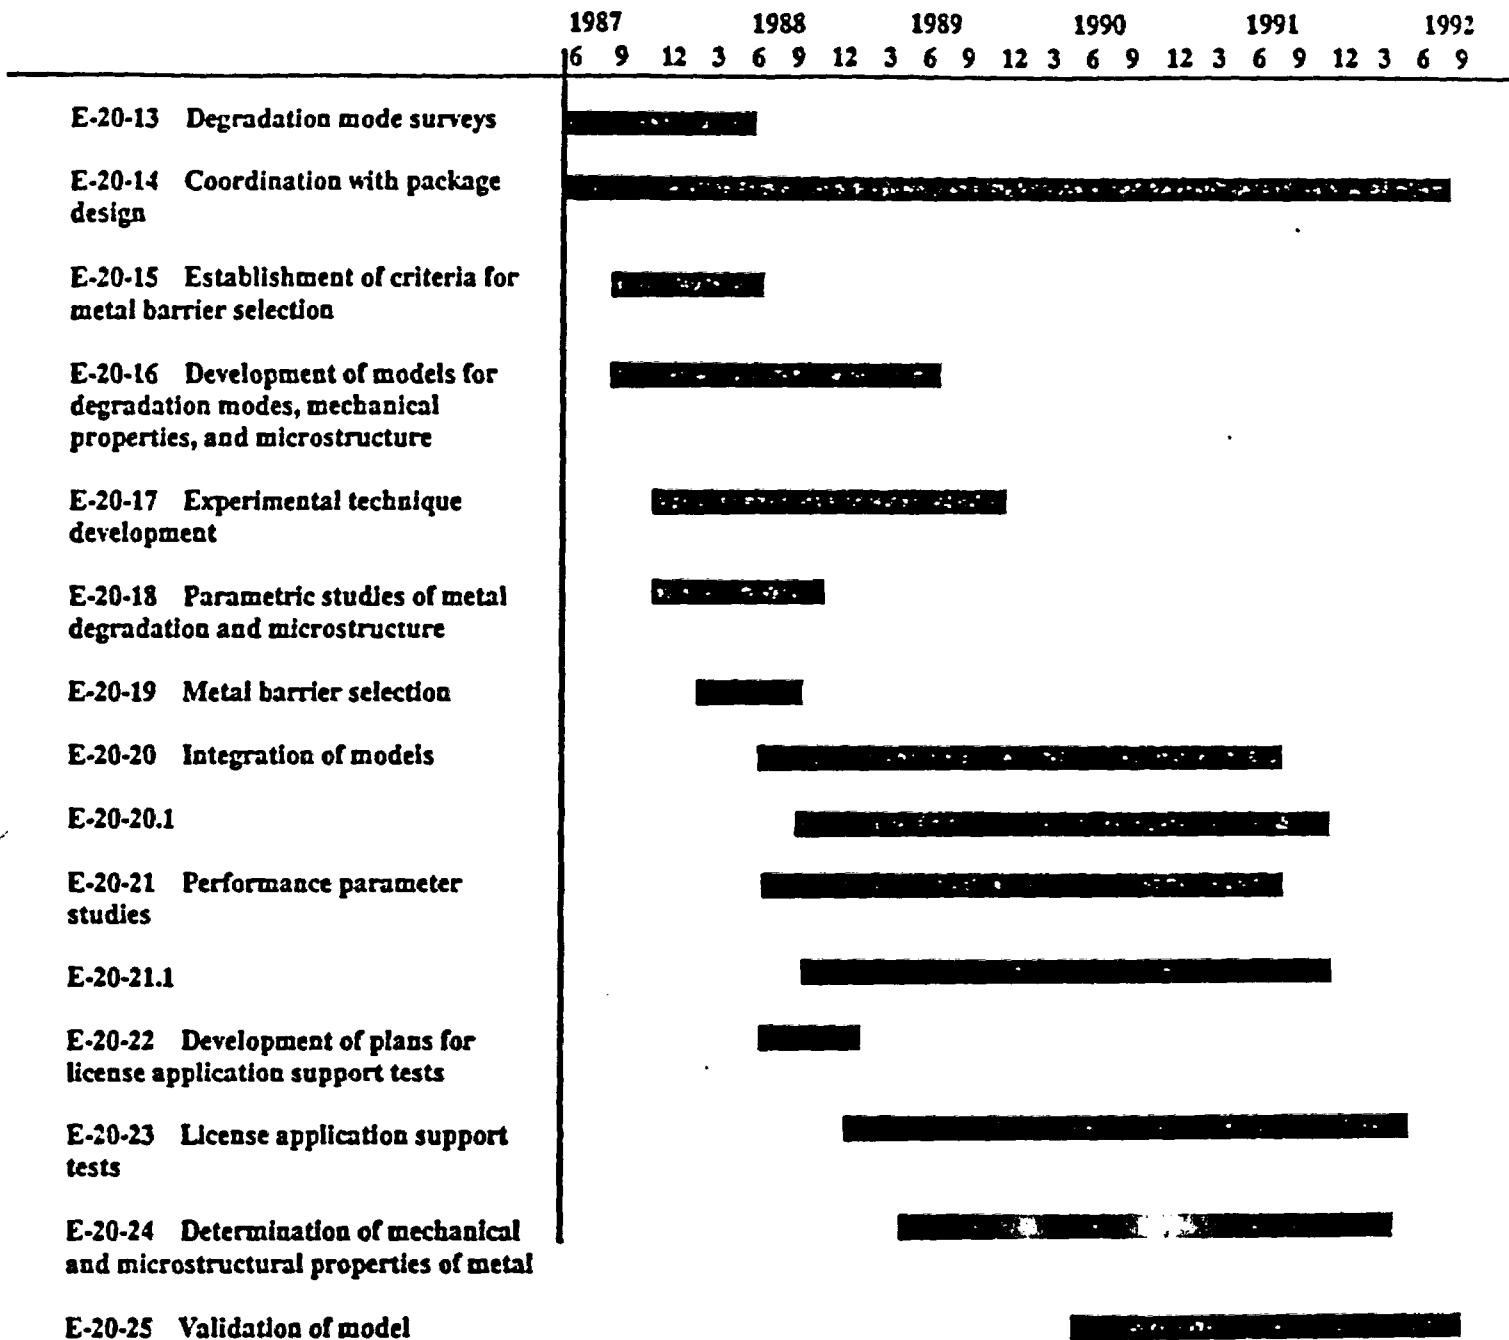 1987 1988 1989 1990 1991 1992
6 9 12 3 6 9 12 3 6 9 12 3 6 9 12 3 6 9 12 3 6 9
E-20-13 Degradation mode surveys
E-20-14 Coordination with package
design
E-20-15 Establishment of criteria for
metal barrier selection
E-20-16 Development of models for
degradation modes, mechanical
properties, and microstructure
E-20-17 Experimental technique
development
E-20-18 Parametric studies of metal
degradation and microstructure
E-20-19 Metal barrier selection
E-20-20 Integration of models
E-20-20.1
E-20-21 Performance parameter
studies
E-20-21.1
E-20-22 Development of plans for
license application support tests
E-20-23 License application support
tests
E-20-24 Determination of mechanical
and microstructural properties of metal
E-20-25 Validation of model